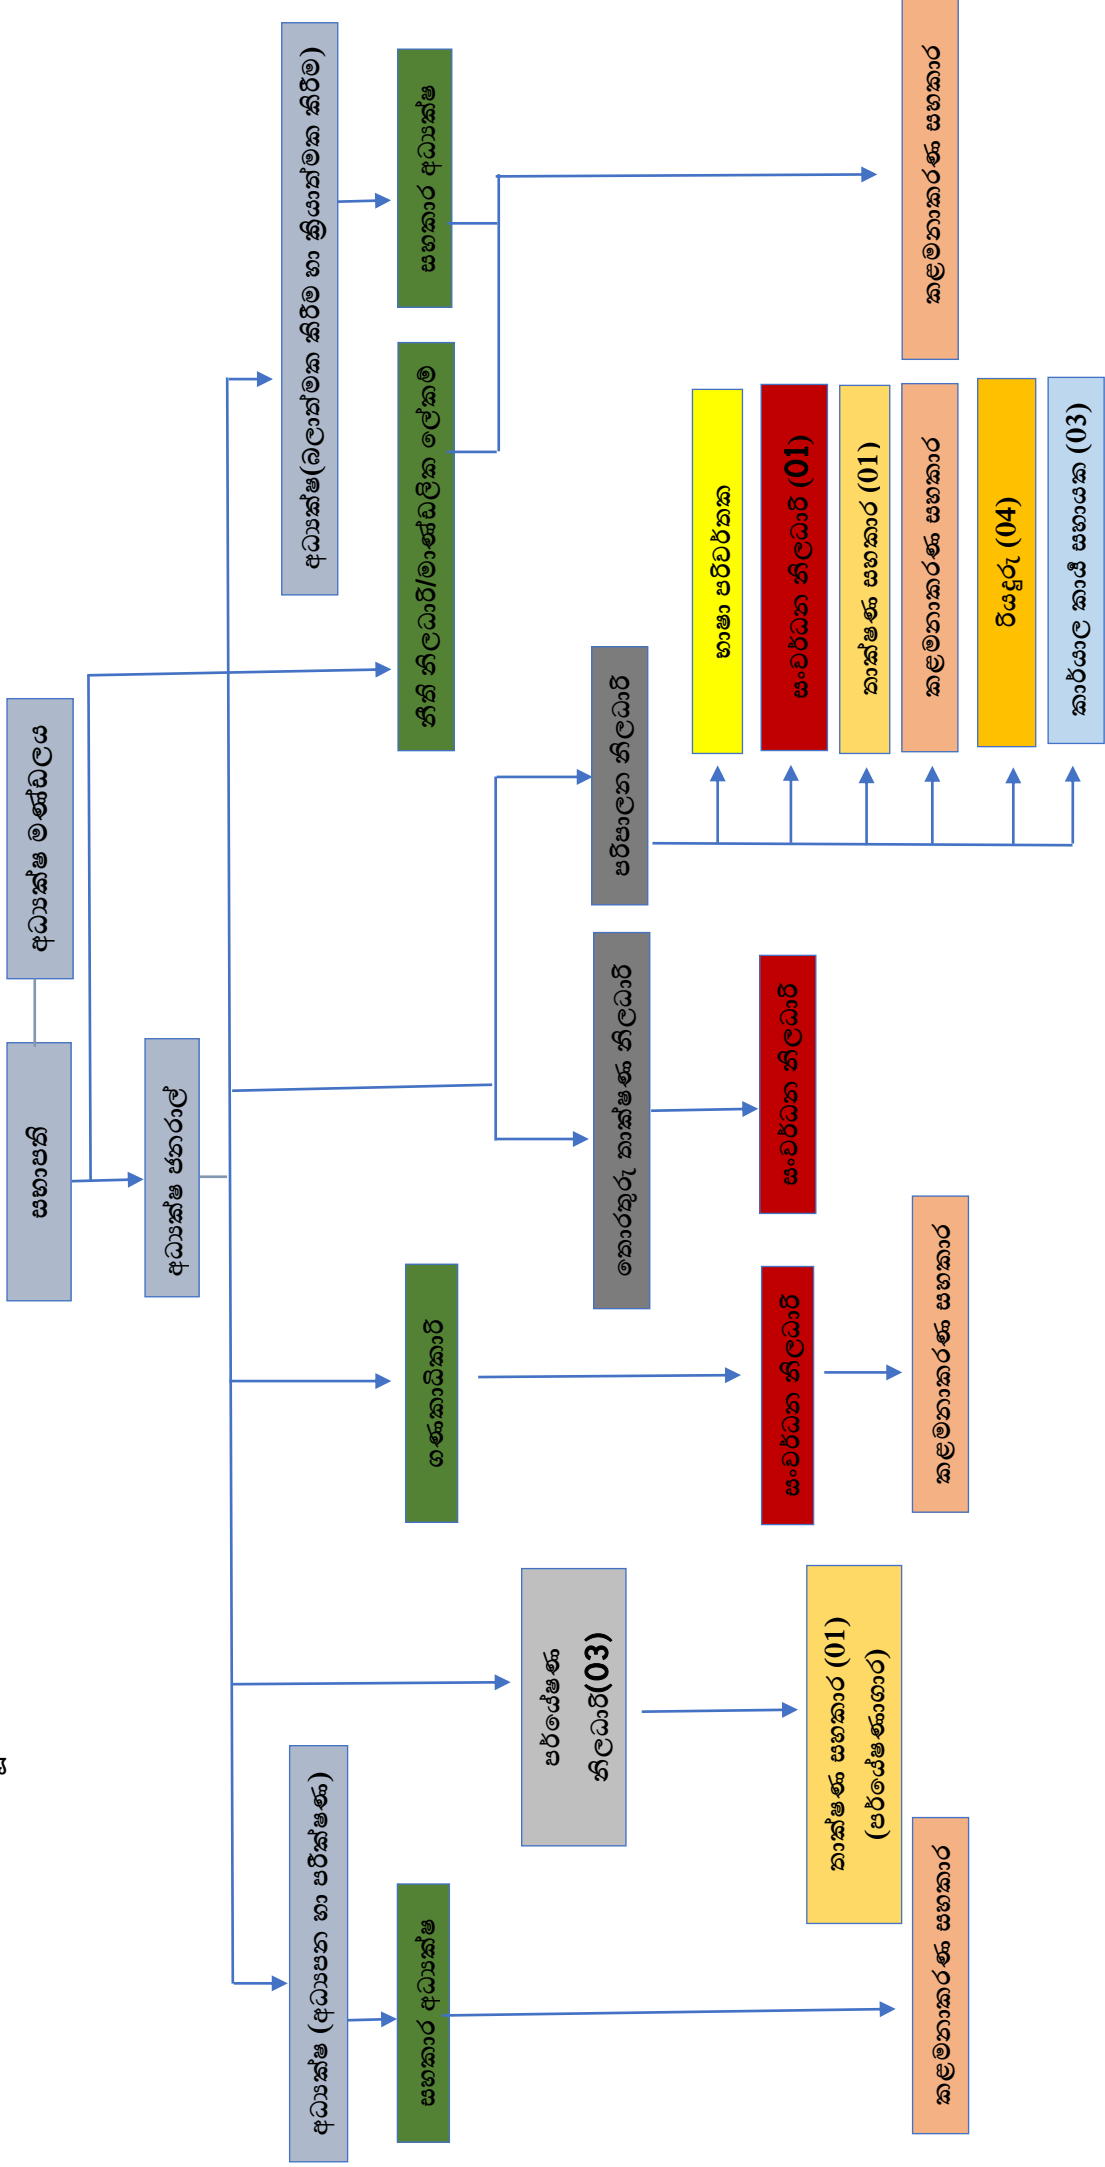 සභාපති
අධ්‍යක්ෂ මණ්ඩලය
අධ්‍යක්ෂ ජනරාල්
අධ්‍යක්ෂ (අධ්‍යපන හා පරීක්ෂණ)
අධ්‍යක්ෂ(බලාත්මක කිරීම හා ක්‍රියාත්මක කිරීම)
සහකාර අධ්‍යක්ෂ
ගණකාධිකාරි
නීති නිලධාරි/මාණ්ඩලික ලේකම්
සහකාර අධ්‍යක්ෂ
පර්යේෂණ
නිලධාරි(03)
තොරතුරු තාක්ෂණ නිලධාරි
පරිපාලන නිලධාරි
භාෂා පරිවර්තක
සංවර්ධන නිලධාරි
සංවර්ධන නිලධාරි
සංවර්ධන නිලධාරි (01)
තාක්ෂණ සහකාර (01)
(පර්යේෂණාගාර)
තාක්ෂණ සහකාර (01)
කළමනාකරණ සහකාර
කළමනාකරණ සහකාර
කළමනාකරණ සහකාර
කළමනාකරණ සහකාර
රියදුරු (04)
කාර්යාල කාර්ය සහායක (03)